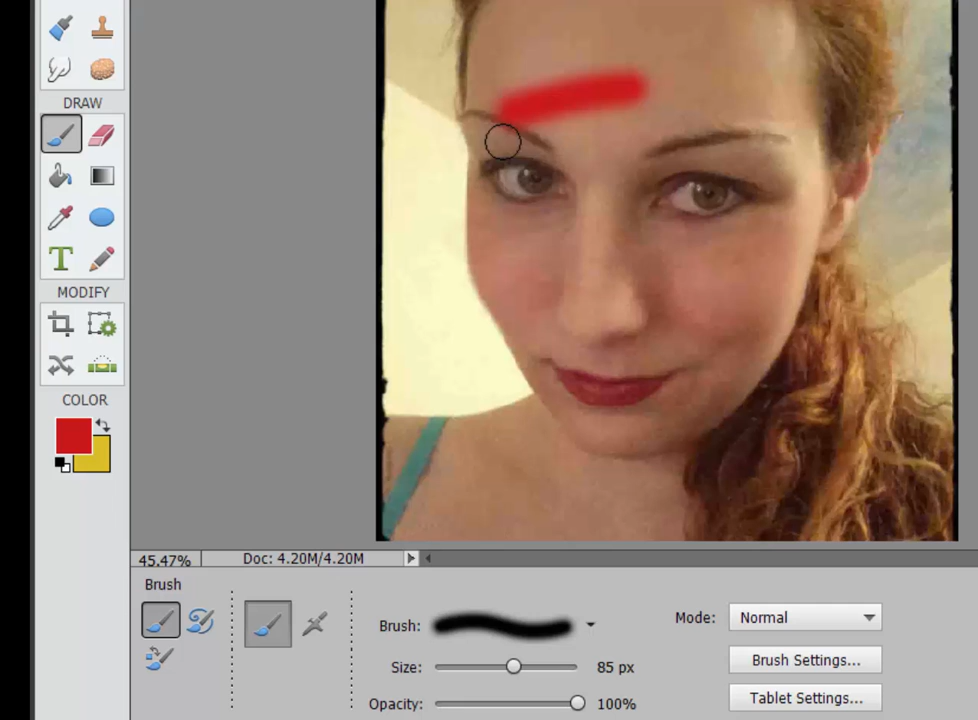 DRAW
T
MODIFY
COLOR
45.47% Doc: 4.20M/4.20M
Brush
Brush: Mode: Normal
Size: 85 px Brush Settings...
Opacity: 100% Tablet Settings...